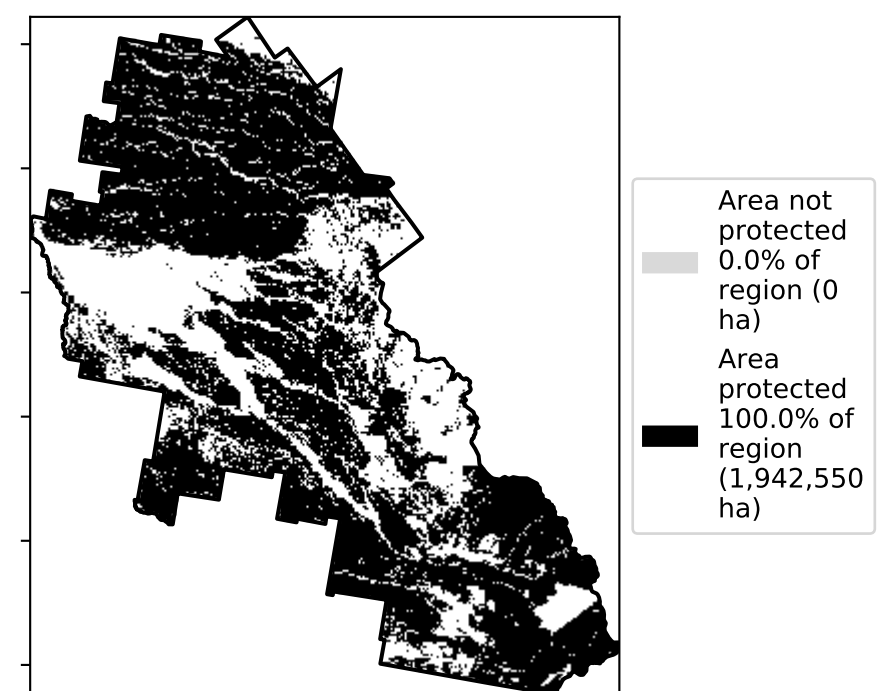 Area not
protected
0.0% of
region (0
ha)
Area
protected
100.0% of
region
(1,942,550
ha)